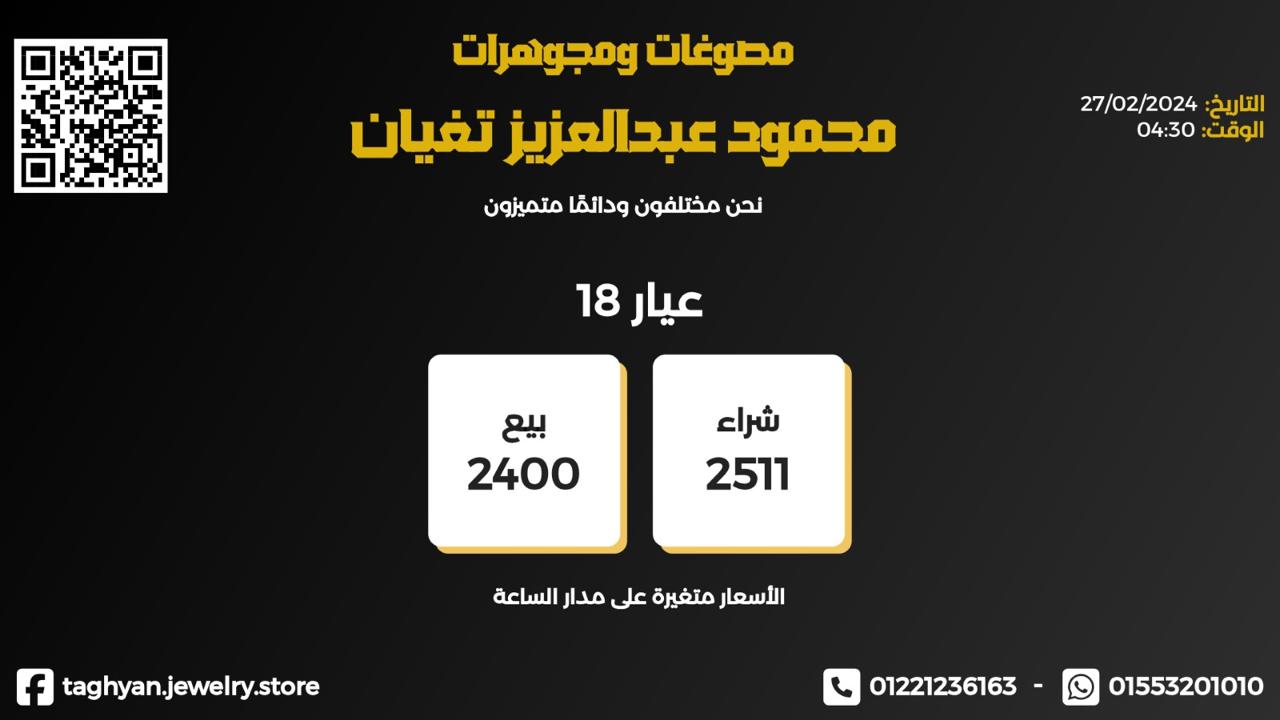 مصوغات ومجوهرات
محمود عبدالعزيز تغيان
نحن مختلفون ودائمًا متميزون
التاريخ: 27/02/2024
الوقت: 04:30
عيار 18
شراء
2511
بيع
2400
الأسعار متغيرة على مدار الساعة
taghyan.jewelry.store
01221236163 - 01553201010